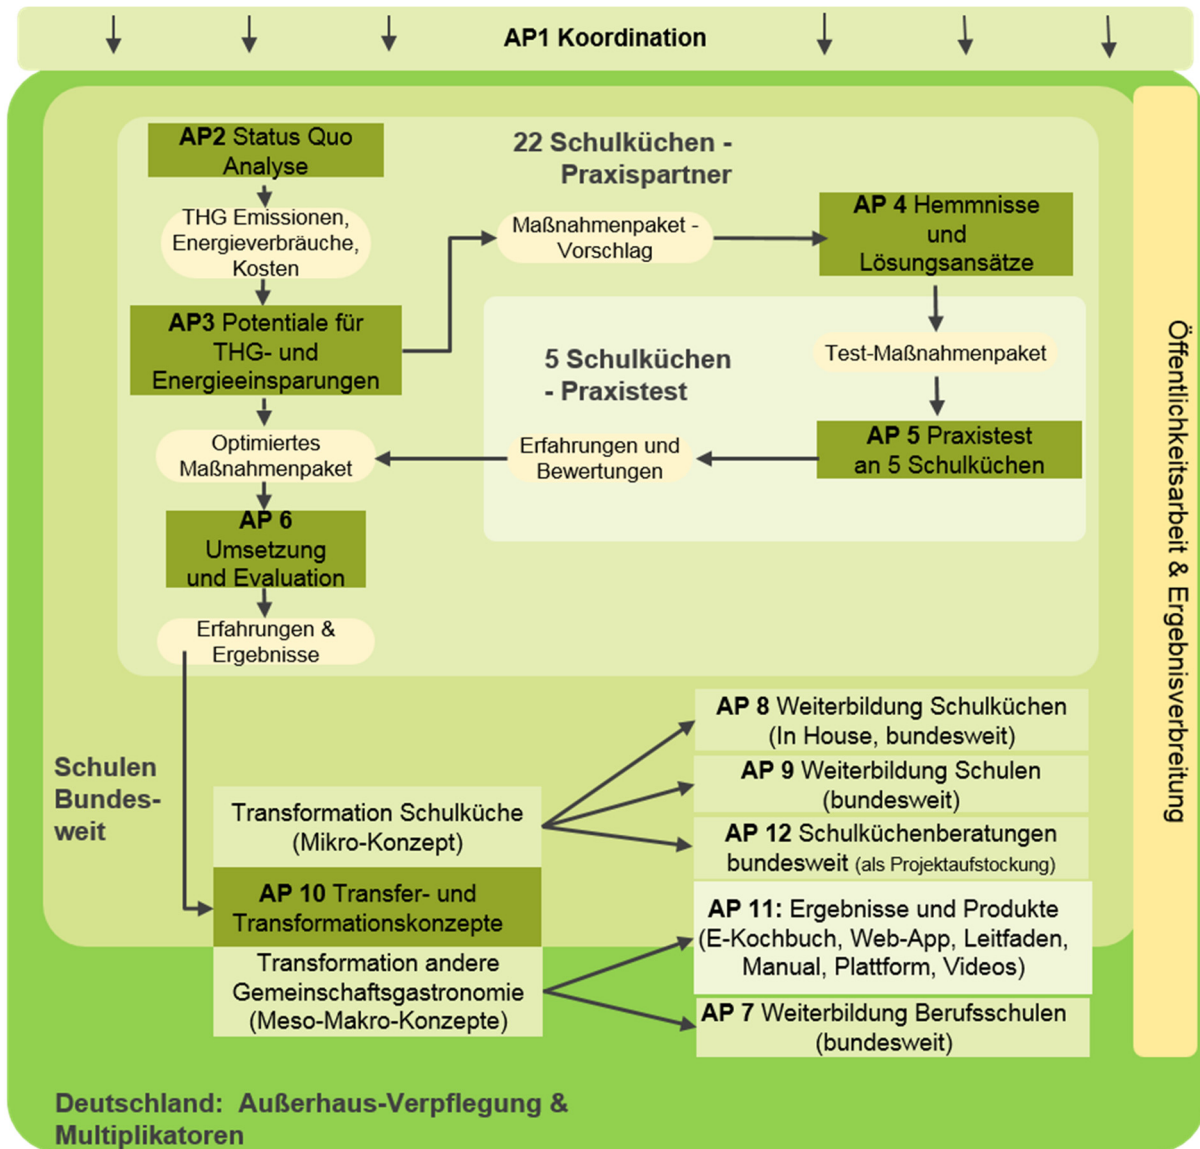 AP1 Koordination
AP2 Status Quo
Analyse
22 Schulküchen -
Praxispartner
THG Emissionen,
Energieverbräuche,
Kosten
Maßnahmenpaket -
Vorschlag
AP 4 Hemmnisse
und
Lösungsansätze
AP3 Potentiale für
THG- und
Energieeinsparungen
5 Schulküchen
- Praxistest
Test-Maßnahmenpaket
Optimiertes
Maßnahmenpaket
Erfahrungen und
Bewertungen
AP 5 Praxistest
an 5 Schulküchen
AP 6
Umsetzung
und Evaluation
Erfahrungen &
Ergebnisse
Öffentlichkeitsarbeit & Ergebnisverbreitung
Schulen
Bundes-
weit
Transformation Schulküche
(Mikro-Konzept)
AP 10 Transfer- und
Transformationskonzepte
Transformation andere
Gemeinschaftsgastronomie
(Meso-Makro-Konzepte)
AP 8 Weiterbildung Schulküchen
(In House, bundesweit)
AP 9 Weiterbildung Schulen
(bundesweit)
AP 12 Schulküchenberatungen
bundesweit (als Projektaufstockung)
AP 11: Ergebnisse und Produkte
(E-Kochbuch, Web-App, Leitfaden,
Manual, Plattform, Videos)
AP 7 Weiterbildung Berufsschulen
(bundesweit)
Deutschland: Außerhaus-Verpflegung &
Multiplikatoren